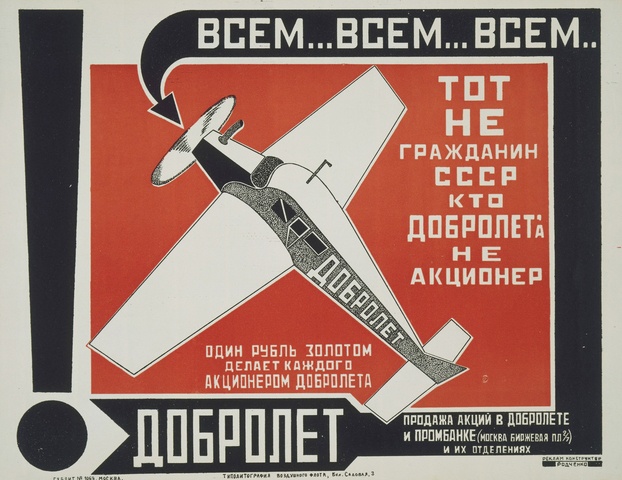 ВСЕМ... ВСЕМ... ВСЕМ..
ТОТ
НЕ
ГРАЖДАНИН
СССР
КТО
ДОБРОЛЕТ'А
НЕ
АКЦИОНЕР
ДОБРОЛЕТ
ОДИН РУБЛЬ ЗОЛОТОМ
ДЕЛАЕТ КАЖДОГО
АКЦИОНЕРОМ ДОБРОЛЕТА
!
ДОБРОЛЕТ
ПРОДАЖА АКЦИЙ В ДОБРОЛЕТЕ
И ПРОМБАНКЕ (МОСКВА БИРЖЕВАЯ ПЛ
И ИХ ОТДЕЛЕНИЯХ
РЕКЛАМ КОНСТРУКТОР
РОДЧЕНКО
МОСКВА.
ТИПОЛИТОГРАФИЯ ВОЗДУШНОГО ФЛОТА,